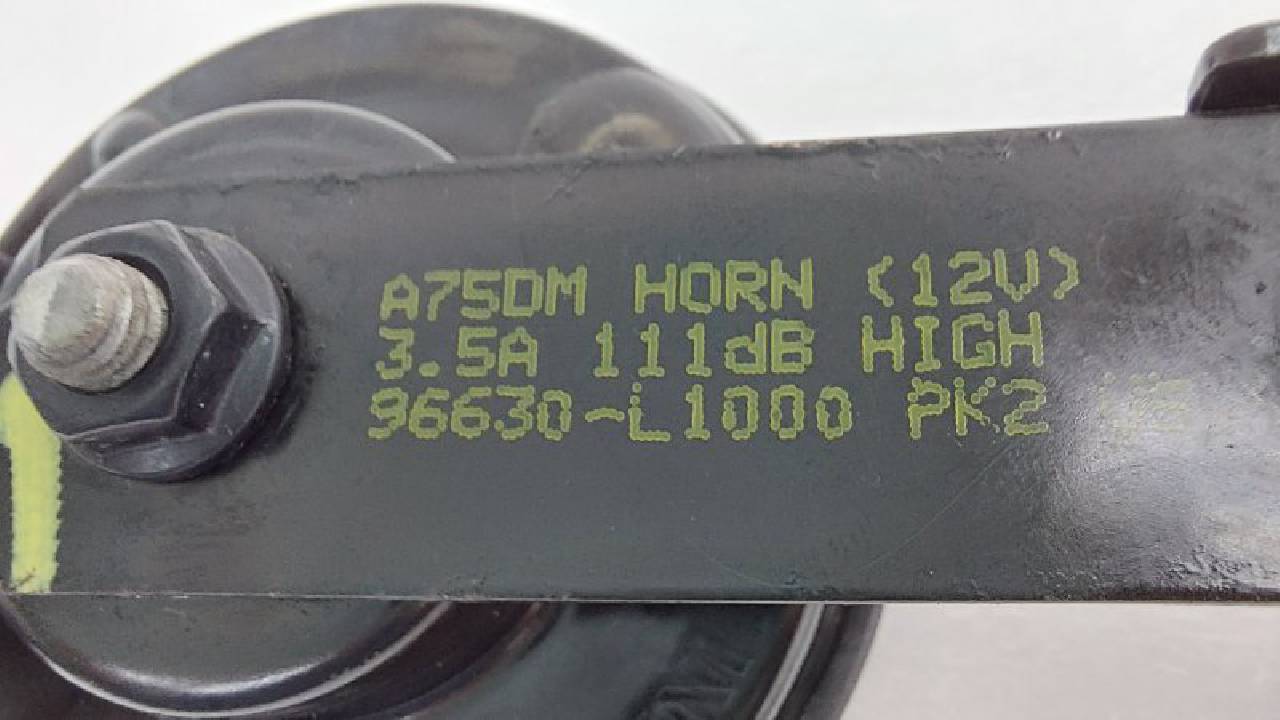 A75DM HORN (12V)
3.5A 111dB HIGH
96630-L1000 PK2